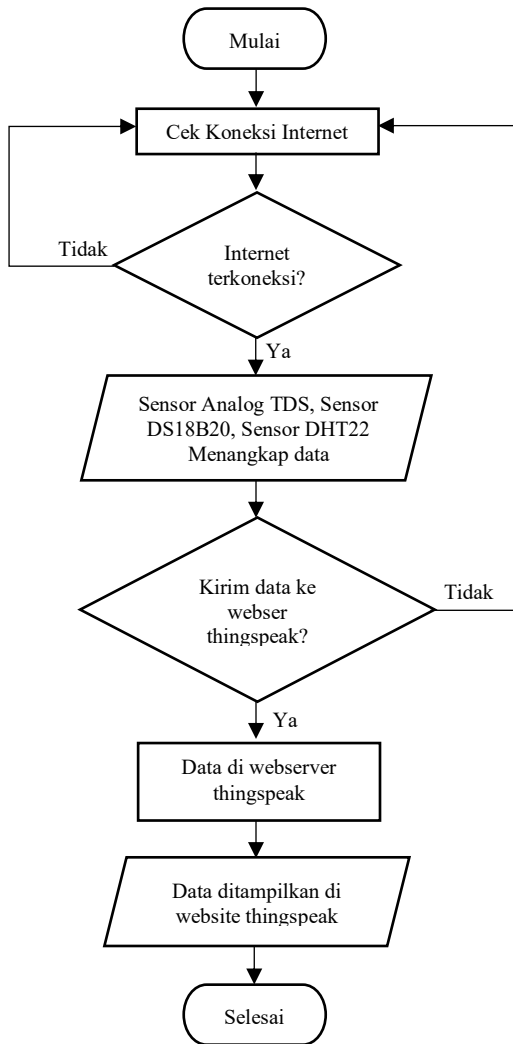 Mulai
Cek Koneksi Internet
Tidak
Internet
terkoneksi?
Ya
Sensor Analog TDS, Sensor
DS18B20, Sensor DHT22
Menangkap data
Kirim data ke
webser
thingspeak?
Tidak
Ya
Data di webserver
thingspeak
Data ditampilkan di
website thingspeak
Selesai